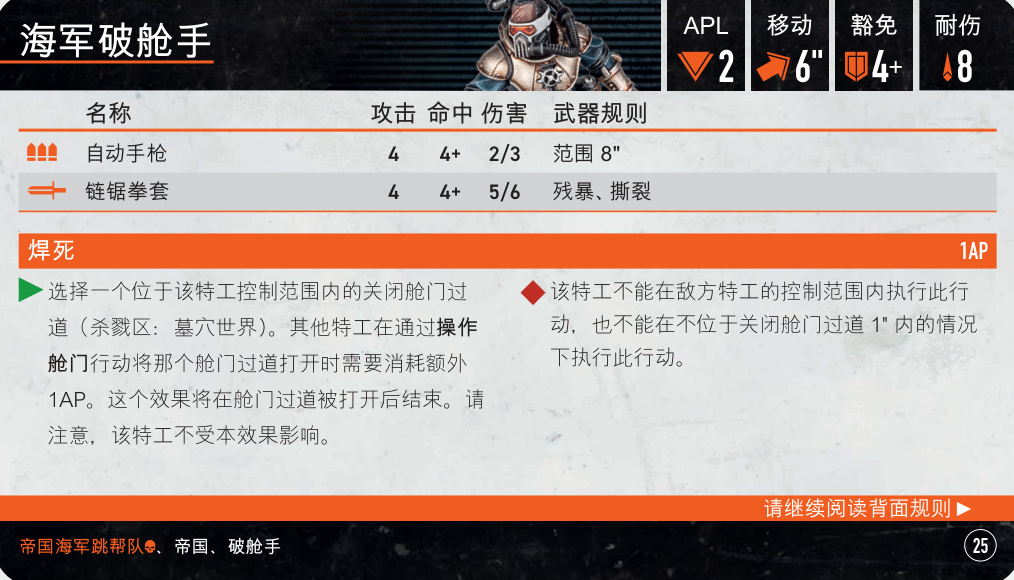 海军破舱手
APL 移动 豁免 耐伤
2 6" 4+ 8
名称 攻击 命中 伤害 武器规则
自动手枪 4 4+ 2/3 范围 8"
链锯拳套 4 4+ 5/6 残暴、撕裂
焊死 1AP
选择一个位于该特工控制范围内的关闭舱门过
道（杀戮区：墓穴世界）。其他特工在通过操作
舱门行动将那个舱门过道打开时需要消耗额外
1AP。这个效果将在舱门过道被打开后结束。请
注意，该特工不受本效果影响。
该特工不能在敌方特工的控制范围内执行此行
动，也不能在不位于关闭舱门过道 1" 内的情况
下执行此行动。
请继续阅读背面规则▶
帝国海军跳帮队、帝国、破舱手
25